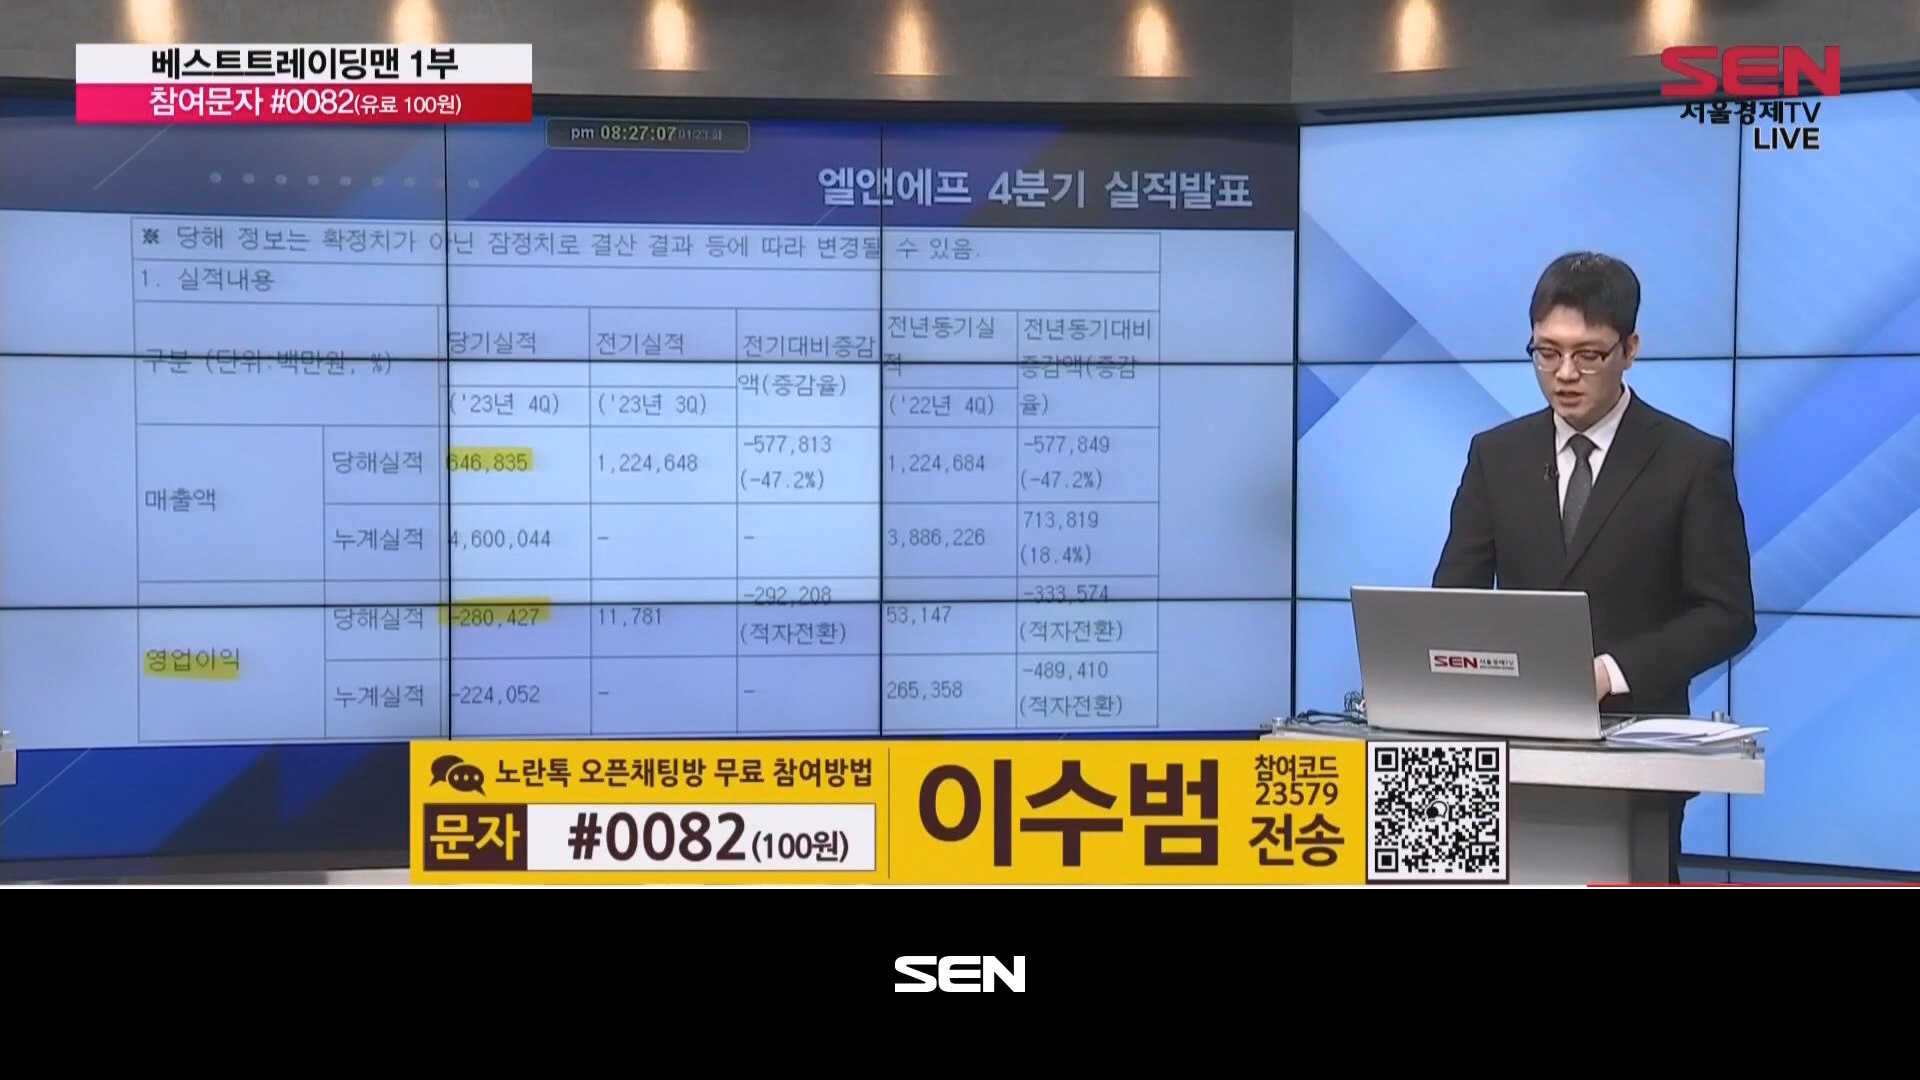 베스트트레이딩맨 1부
참여문자 #0082(유료 100원)
SEN
서울경제TV
LIVE
pm 08:27:07
엘앤에프 4분기 실적발표
※ 당해 정보는 확정치가 아닌 잠정치로 결산 결과 등에 따라 변경될 수 있음.
1. 실적내용
구분 (단위:백만원, %)
당기실적 전기실적 전기대비증감액(증감율) 전년동기실적 전년동기대비증감액(증감율)
('23년 4Q) ('23년 3Q) ('22년 4Q)
매출액
당해실적 646,835 1,224,648 -577,813 (-47.2%) 1,224,684 -577,849 (-47.2%)
누계실적 4,600,044 - - 3,886,226 713,819 (18.4%)
영업이익
당해실적 -280,427 11,781 -292,208 (적자전환) 53,147 -333,574 (적자전환)
누계실적 -224,052 - - 265,358 -489,410 (적자전환)
SEN 서울경제TV
노란톡 오픈채팅방 무료 참여방법
문자 #0082(100원)
이수범
참여코드
23579
전송
SEN